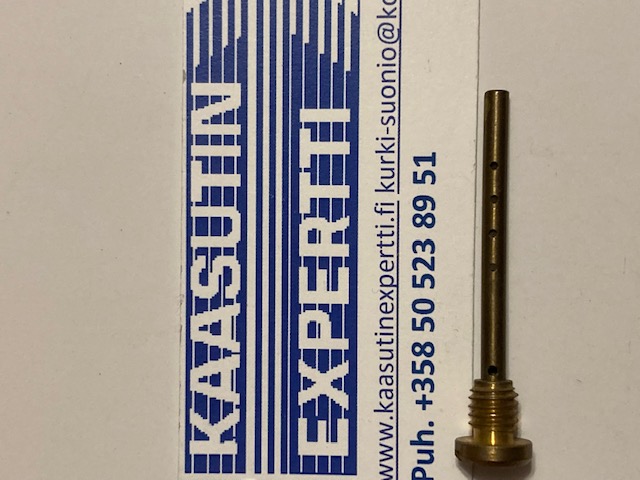 KAASUTIN
EXPERTTI
www.kaasutinexpertti.fi kurki-suonio@
Puh. +358 50 523 89 51